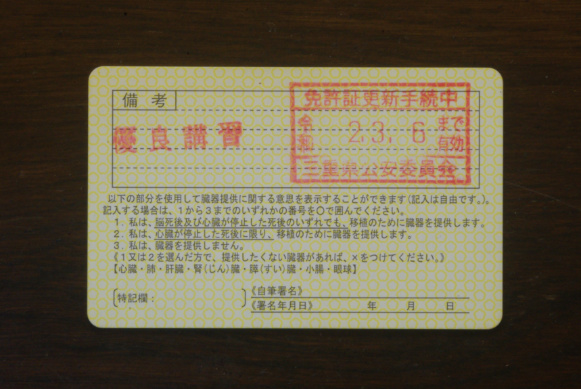 備考
免許証更新手続中
優良講習
令和 2.3.6 まで有効
三重県公安委員会
以下の部分を使用して臓器提供に関する意思を表示することができます(記入は自由です。)。
記入する場合は、1から3までのいずれかの番号を○で囲んでください。
1. 私は、脳死後及び心臓が停止した死後のいずれでも、移植のために臓器を提供します。
2. 私は、心臓が停止した死後に限り、移植のために臓器を提供します。
3. 私は、臓器を提供しません。
《1又は2を選んだ方で、提供したくない臓器があれば、×をつけてください。》
【心臓・肺・肝臓・腎(じん)臓・膵(すい)臓・小腸・眼球】
〔特記欄: 〕
《自筆署名》
《署名年月日》 年 月 日